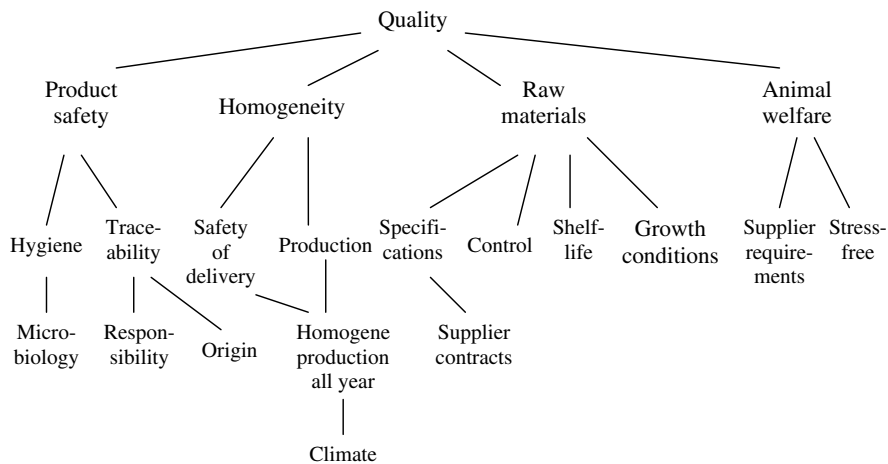 Quality
Product
safety
Homogeneity
Raw
materials
Animal
welfare
Hygiene
Trace-
ability
Safety
of
delivery
Production
Specifi-
cations
Control
Shelf-
life
Growth
conditions
Supplier
require-
ments
Stress-
free
Micro-
biology
Respon-
sibility
Origin
Homogene
production
all year
Supplier
contracts
Climate